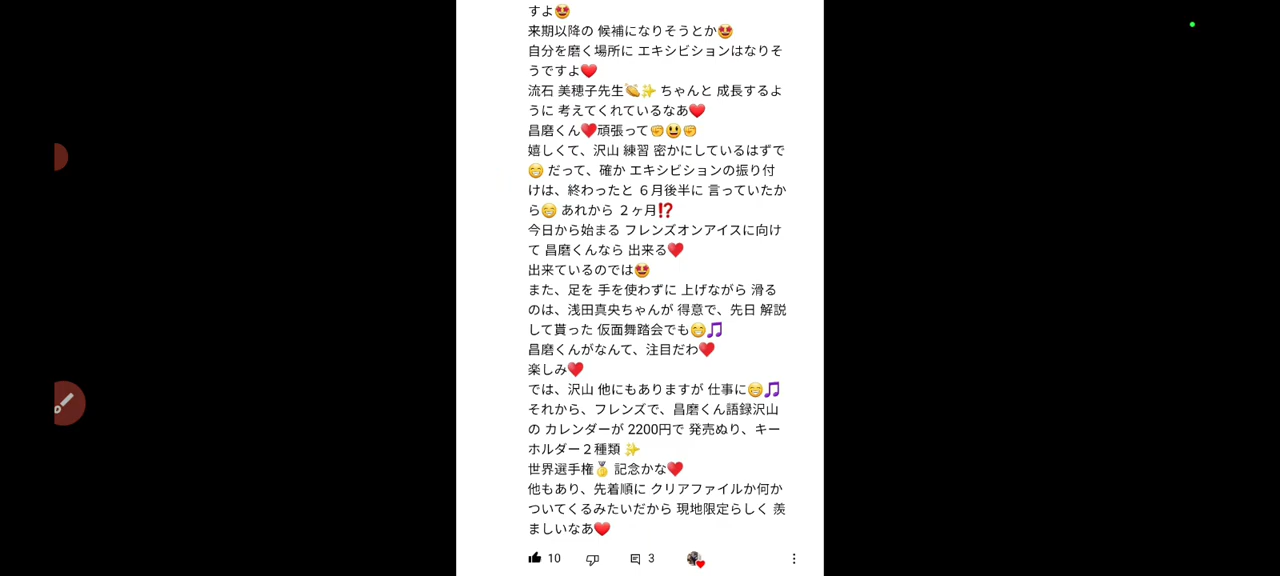 すよ🤩
来期以降の 候補になりそうとか🤩
自分を磨く場所に エキシビションはなりそ
うですよ❤️
流石 美穂子先生👏✨ ちゃんと 成長するよ
うに 考えてくれているなあ❤️
昌磨くん❤️頑張って✊😃✊
嬉しくて、沢山 練習 密かにしているはずで
😁 だって、確か エキシビションの振り付
けは、終わったと ６月後半に 言っていたか
ら😁 あれから ２ヶ月⁉️
今日から始まる フレンズオンアイスに向け
て 昌磨くんなら 出来る❤️
出来ているのでは🤩
また、足を 手を使わずに 上げながら 滑る
のは、浅田真央ちゃんが 得意で、先日 解説
して貰った 仮面舞踏会でも😁🎵
昌磨くんがなんて、注目だわ❤️
楽しみ❤️
では、沢山 他にもありますが 仕事に😁🎵
それから、フレンズで、昌磨くん語録沢山
の カレンダーが 2200円で 発売ぬり、キー
ホルダー２種類 ✨
世界選手権🥇 記念かな❤️
他もあり、先着順に クリアファイルか何か
ついてくるみたいだから 現地限定らしく 羨
ましいなあ❤️
10 3